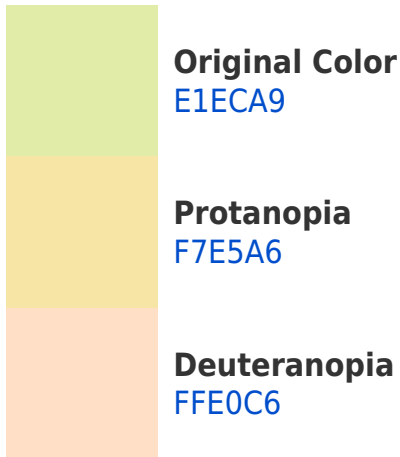 Original Color
E1ECA9
Protanopia
F7E5A6
Deuteranopia
FFE0C6